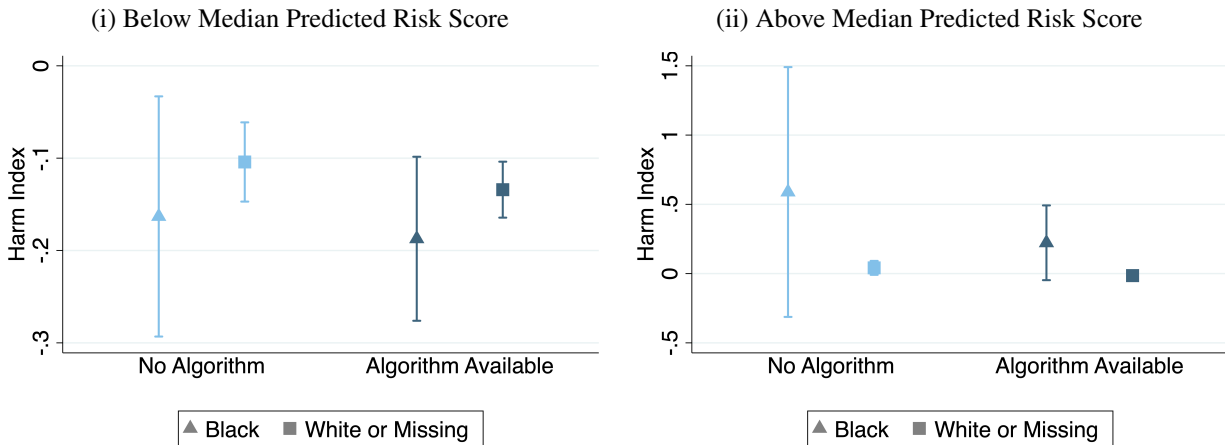 (i) Below Median Predicted Risk Score
Harm Index
0
-.1
-.2
-.3
No Algorithm
Algorithm Available
Black
White or Missing
(ii) Above Median Predicted Risk Score
Harm Index
1.5
1
.5
0
-.5
No Algorithm
Algorithm Available
Black
White or Missing